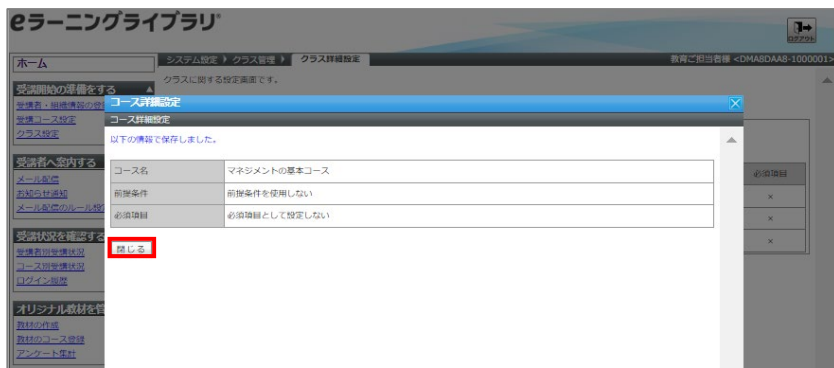 eラーニングライブラリ®
ログアウト
ホーム
システム設定 クラス管理 クラス詳細設定
教育ご担当者様 <DMA8DAA8-1000001>
クラスに関する設定画面です。
受講開始の準備をする
受講者・組織情報の登
受講コース設定
クラス設定
受講者へ案内する
メール配信
お知らせ通知
メール配信のルール設
受講状況を確認する
受講者別受講状況
コース別受講状況
ログイン履歴
オリジナル教材を管
教材の作成
教材のコース登録
アンケート集計
コース詳細設定
コース詳細設定
以下の情報で保存しました。
コース名 マネジメントの基本コース
前提条件 前提条件を使用しない
必須項目 必須項目として設定しない
閉じる
必須項目
×
×
×